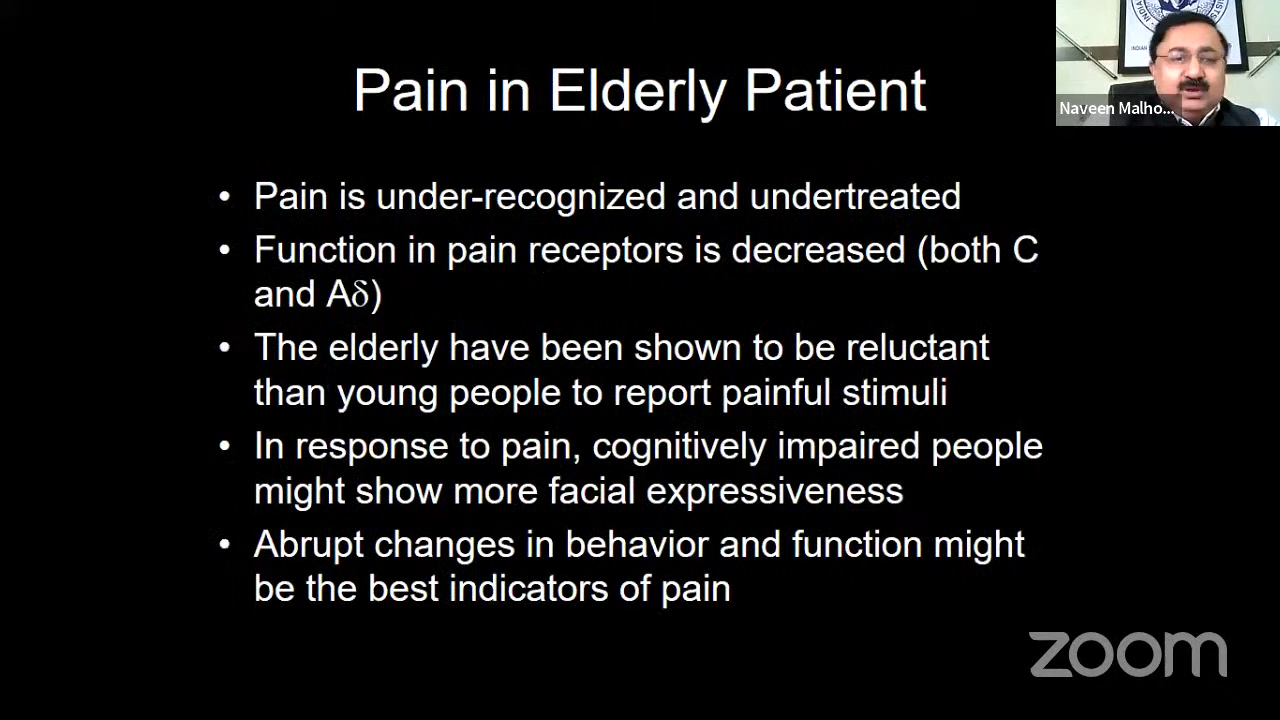 Pain in Elderly Patient
• Pain is under-recognized and undertreated
• Function in pain receptors is decreased (both C
and Aδ)
• The elderly have been shown to be reluctant
than young people to report painful stimuli
• In response to pain, cognitively impaired people
might show more facial expressiveness
• Abrupt changes in behavior and function might
be the best indicators of pain
Naveen Malho...
zoom